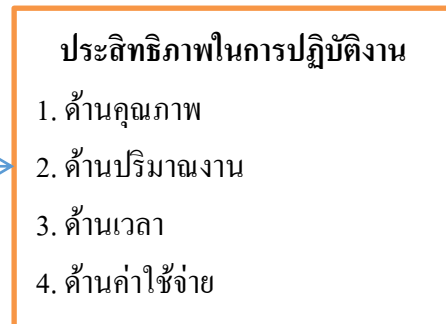 ประสิทธิภาพในการปฏิบัติงาน
1. ด้านคุณภาพ
2. ด้านปริมาณงาน
3. ด้านเวลา
4. ด้านค่าใช้จ่าย